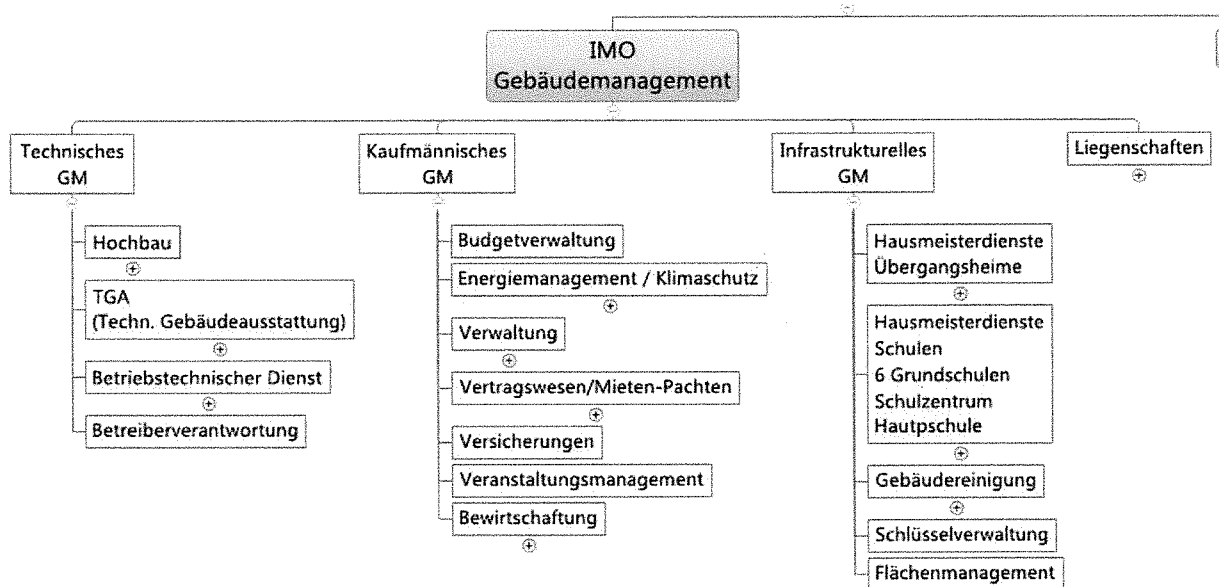 IMO
Gebäudemanagement
Technisches
GM
Hochbau
TGA
(Techn. Gebäudeausstattung)
Betriebstechnischer Dienst
Betreiberverantwortung
Kaufmännisches
GM
Budgetverwaltung
Energiemanagement / Klimaschutz
Verwaltung
Vertragswesen/Mieten-Pachten
Versicherungen
Veranstaltungsmanagement
Bewirtschaftung
Infrastrukturelles
GM
Hausmeisterdienste
Übergangsheime
Hausmeisterdienste
Schulen
6 Grundschulen
Schulzentrum
Hautpschule
Gebäudereinigung
Schlüsselverwaltung
Flächenmanagement
Liegenschaften